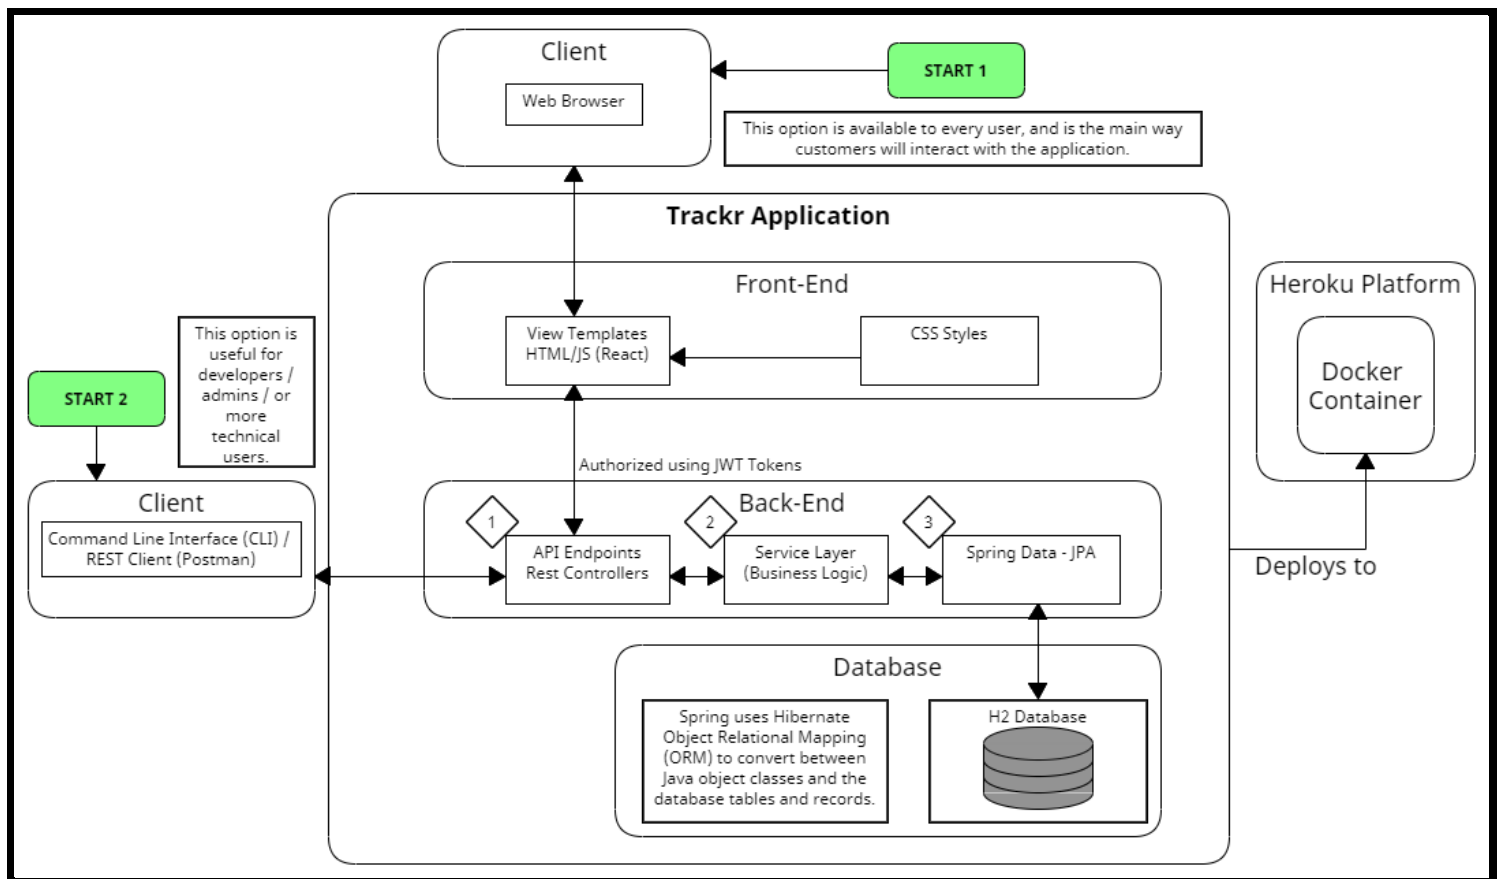 Client
Web Browser
START 1
This option is available to every user, and is the main way
customers will interact with the application.
Trackr Application
Front-End
View Templates
HTML/JS (React)
CSS Styles
Heroku Platform
Docker
Container
Deploys to
This option is
useful for
developers /
admins / or
more
technical
users.
START 2
Client
Command Line Interface (CLI) /
REST Client (Postman)
Authorized using JWT Tokens
Back-End
1
API Endpoints
Rest Controllers
2
Service Layer
(Business Logic)
3
Spring Data - JPA
Database
Spring uses Hibernate
Object Relational Mapping
(ORM) to convert between
Java object classes and the
database tables and records.
H2 Database